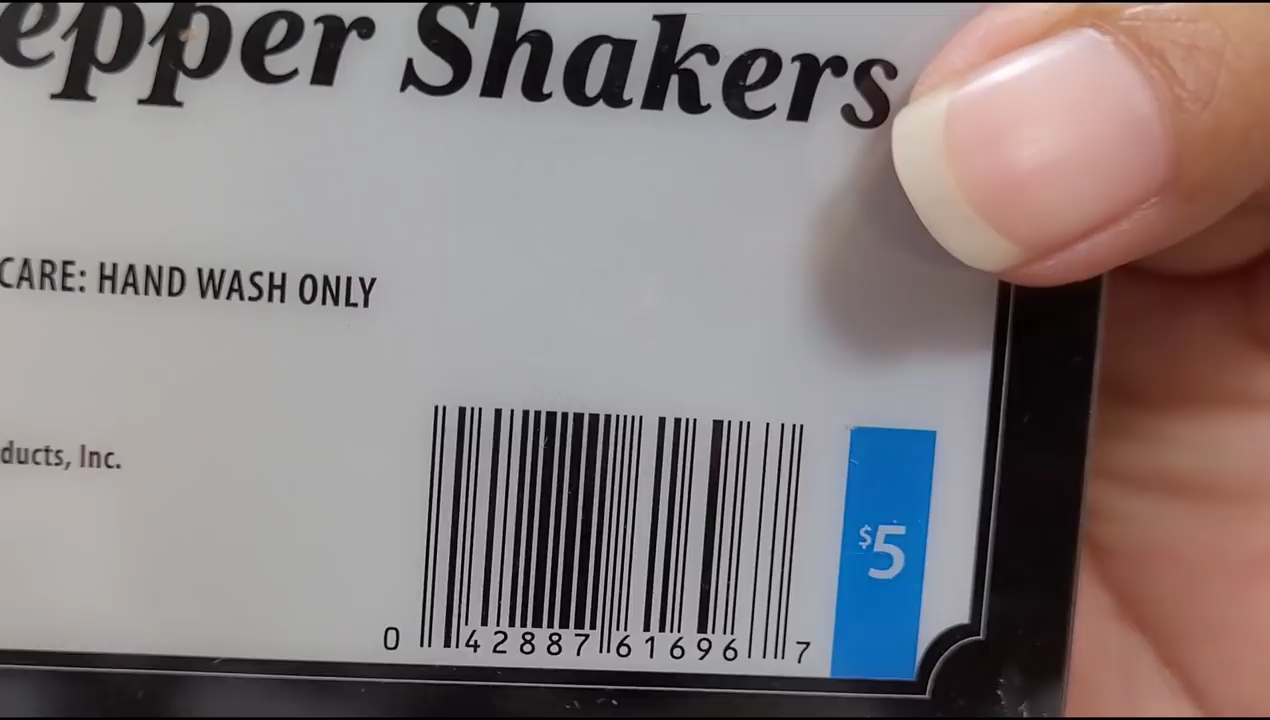 epper Shakers
CARE: HAND WASH ONLY
ducts, Inc.
$5
0 42887 61696 7